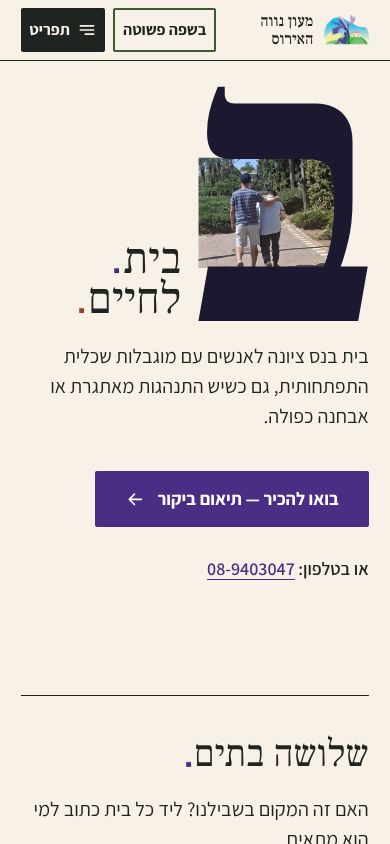 מעון נווה
האירוס
בשפה פשוטה
תפריט
ב
בית.
לחיים.
בית בנס ציונה לאנשים עם מוגבלות שכלית
התפתחותית, גם כשיש התנהגות מאתגרת או
אבחנה כפולה.
בואו להכיר — תיאום ביקור ←
או בטלפון: 08-9403047
שלושה בתים.
האם זה המקום בשבילנו? ליד כל בית כתוב למי
הוא מתאים